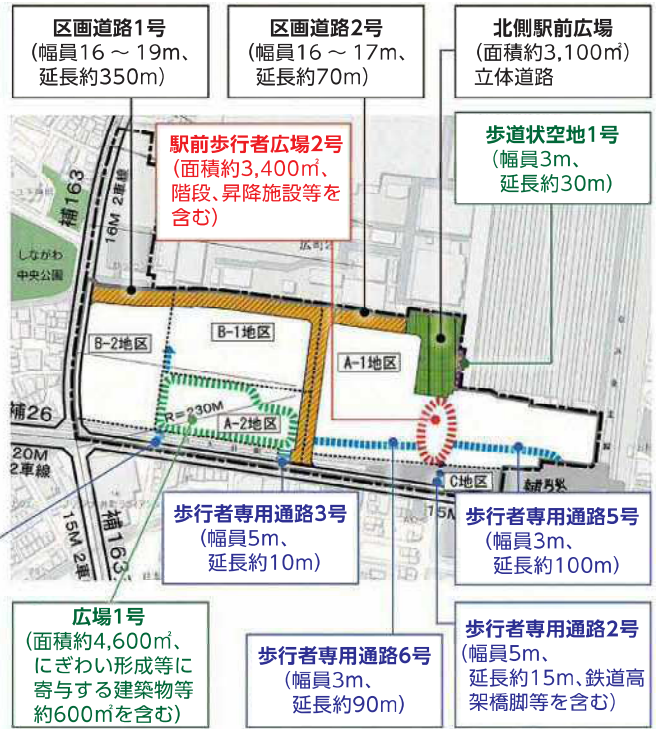 区画道路1号
(幅員16～19m、
延長約350m)
区画道路2号
(幅員16～17m、
延長約70m)
北側駅前広場
(面積約3,100㎡)
立体道路
駅前歩行者広場2号
(面積約3,400㎡、
階段、昇降施設等を
含む)
歩道状空地1号
(幅員3m、
延長約30m)
補163
16M 2車線
しながわ
中央公園
B-2地区
B-1地区
A-1地区
R=230M
A-2地区
C地区
補26
20M
2車線
15M 2車
補163
15M
歩行者専用通路3号
(幅員5m、
延長約10m)
歩行者専用通路5号
(幅員3m、
延長約100m)
広場1号
(面積約4,600㎡、
にぎわい形成等に
寄与する建築物等
約600㎡を含む)
歩行者専用通路6号
(幅員3m、
延長約90m)
歩行者専用通路2号
(幅員5m、
延長約15m、鉄道高
架橋脚等を含む)